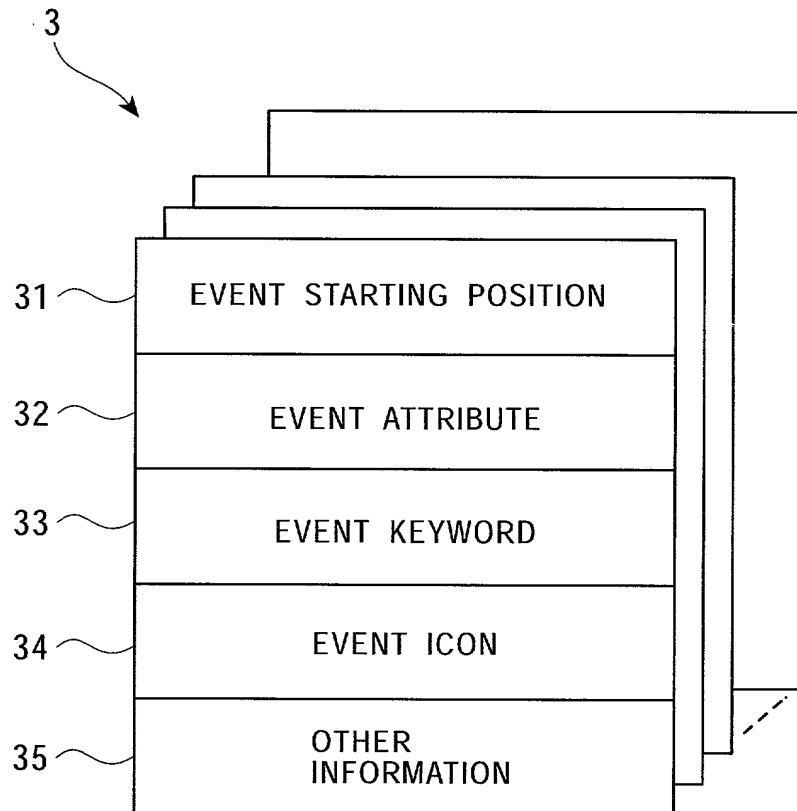 3
31 EVENT STARTING POSITION
32 EVENT ATTRIBUTE
33 EVENT KEYWORD
34 EVENT ICON
35 OTHER
INFORMATION